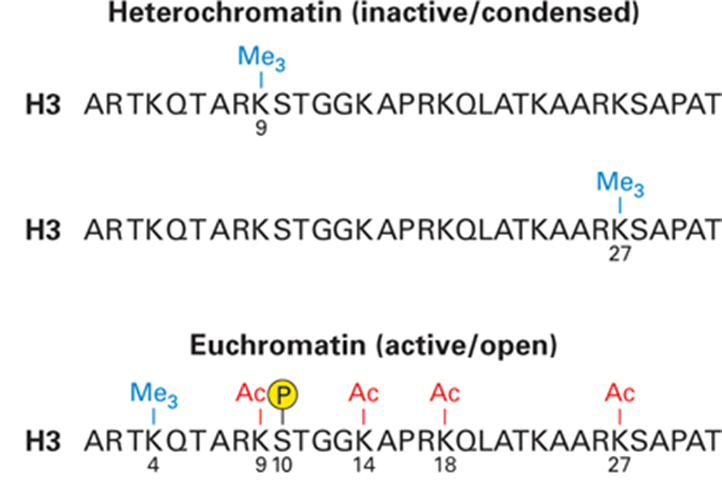 Heterochromatin (inactive/condensed)
Me3
H3 ARTKQTARKSTGGKAPRKQLATKAARKSAPAT
9
Me3
H3 ARTKQTARKSTGGKAPRKQLATKAARKSAPAT
27
Euchromatin (active/open)
Me3 Ac P Ac Ac Ac
H3 ARTKQTARKSTGGKAPRKQLATKAARKSAPAT
4 9 10 14 18 27